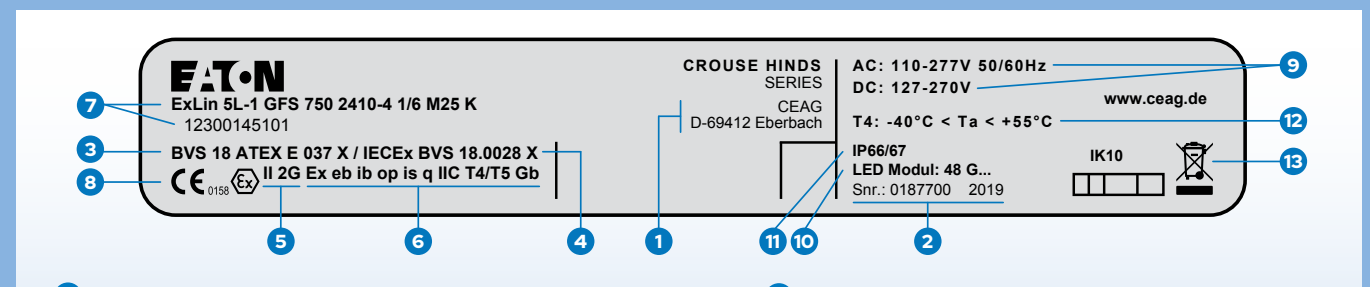 EATON
ExLin 5L-1 GFS 750 2410-4 1/6 M25 K
12300145101
BVS 18 ATEX E 037 X / IECEx BVS 18.0028 X
CE 0158 Ex II 2G Ex eb ib op is q IIC T4/T5 Gb
CROUSE HINDS
SERIES
CEAG
D-69412 Eberbach
AC: 110-277V 50/60Hz
DC: 127-270V
www.ceag.de
T4: -40°C < Ta < +55°C
IP66/67
LED Modul: 48 G...
Snr.: 0187700 2019
IK10
7
3
8
5
6
4
1
11
10
2
9
12
13